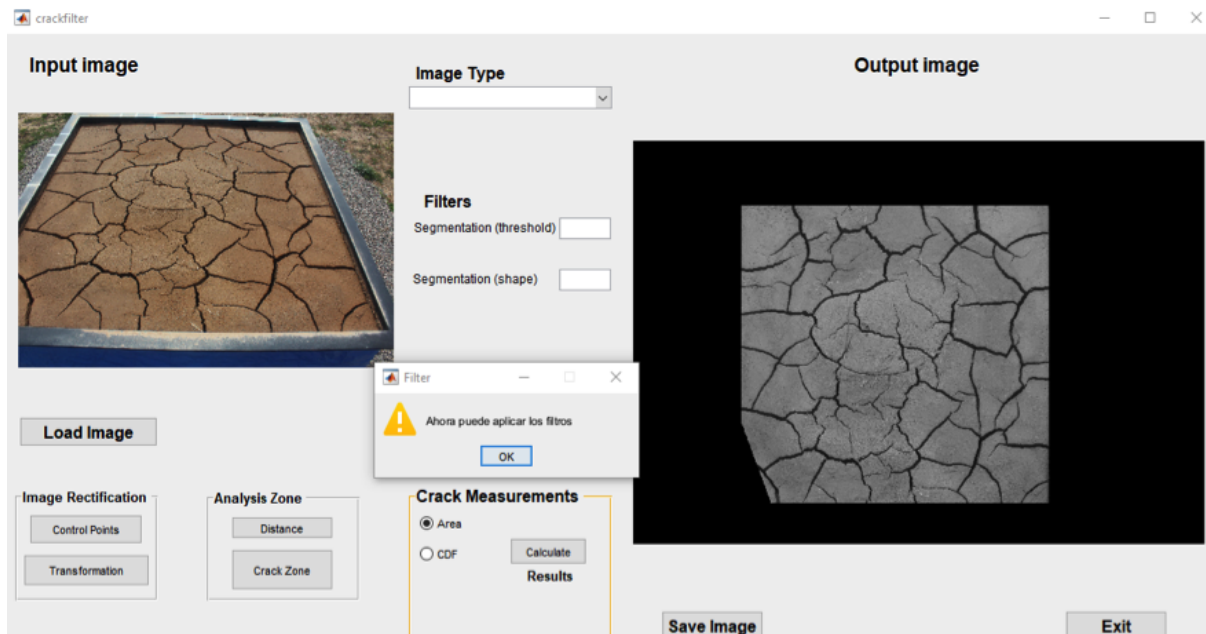 crackfilter
Input image
Image Type
Output image
Filters
Segmentation (threshold)
Segmentation (shape)
Filter
Ahora puede aplicar los filtros
OK
Load Image
Image Rectification
Control Points
Transformation
Analysis Zone
Distance
Crack Zone
Crack Measurements
Area
CDF
Calculate
Results
Save Image
Exit